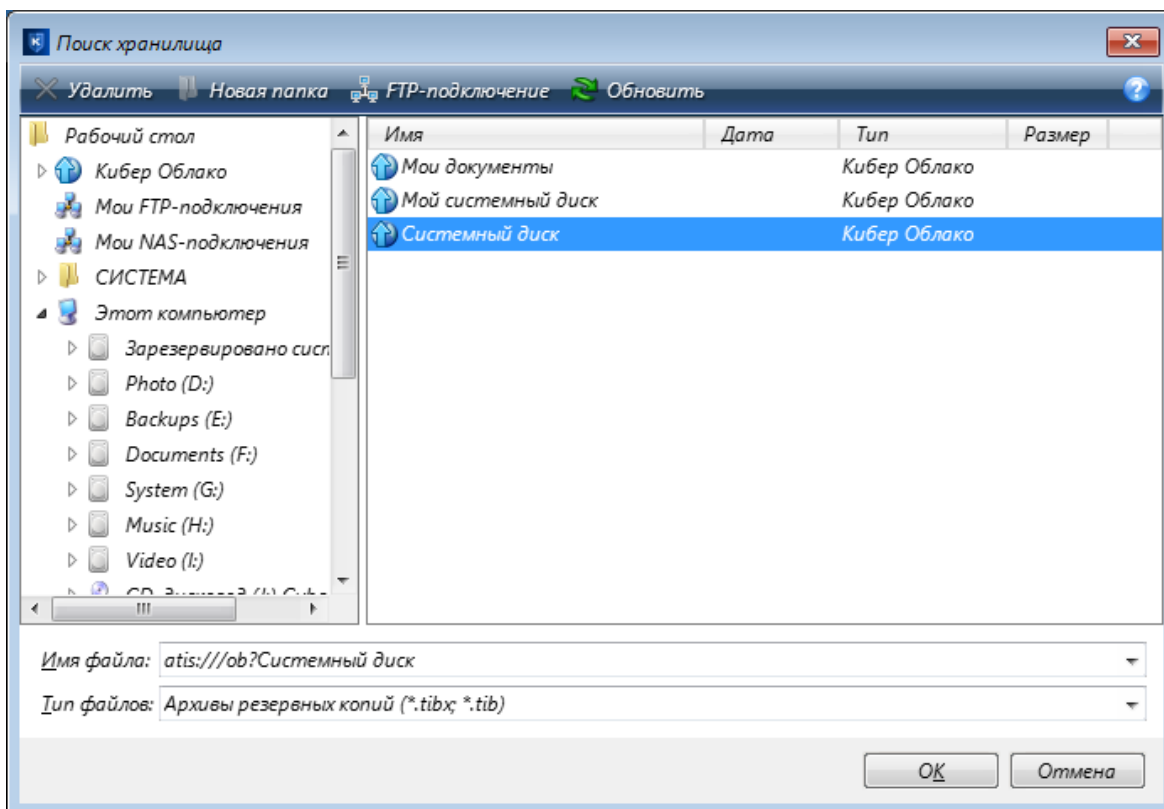 Поиск хранилища
Удалить Новая папка FTP-подключение Обновить
Рабочий стол
Кибер Облако
Мои FTP-подключения
Мои NAS-подключения
СИСТЕМА
Этот компьютер
Зарезервировано сист
Photo (D:)
Backups (E:)
Documents (F:)
System (G:)
Music (H:)
Video (I:)
Имя Дата Тип Размер
Мои документы Кибер Облако
Мой системный диск Кибер Облако
Системный диск Кибер Облако
Имя файла: atis:///ob?Системный диск
Тип файлов: Архивы резервных копий (*.tibx; *.tib)
OK Отмена